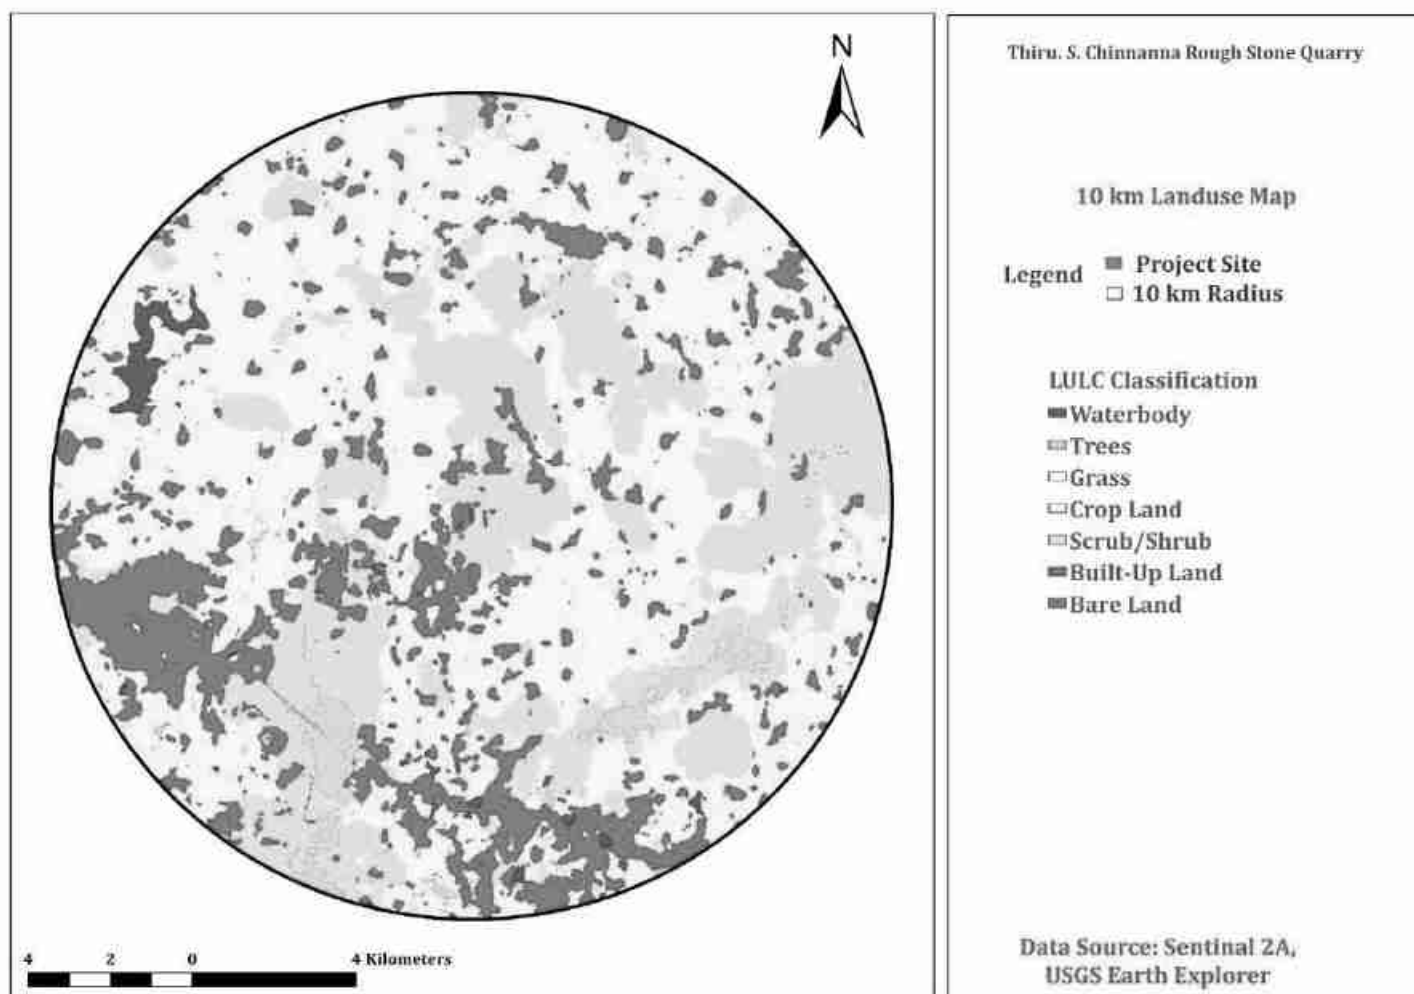 N
4 2 0 4 Kilometers
Thiru. S. Chinnanna Rough Stone Quarry
10 km Landuse Map
Legend
Project Site
10 km Radius
LULC Classification
Waterbody
Trees
Grass
Crop Land
Scrub/Shrub
Built-Up Land
Bare Land
Data Source: Sentinal 2A,
USGS Earth Explorer